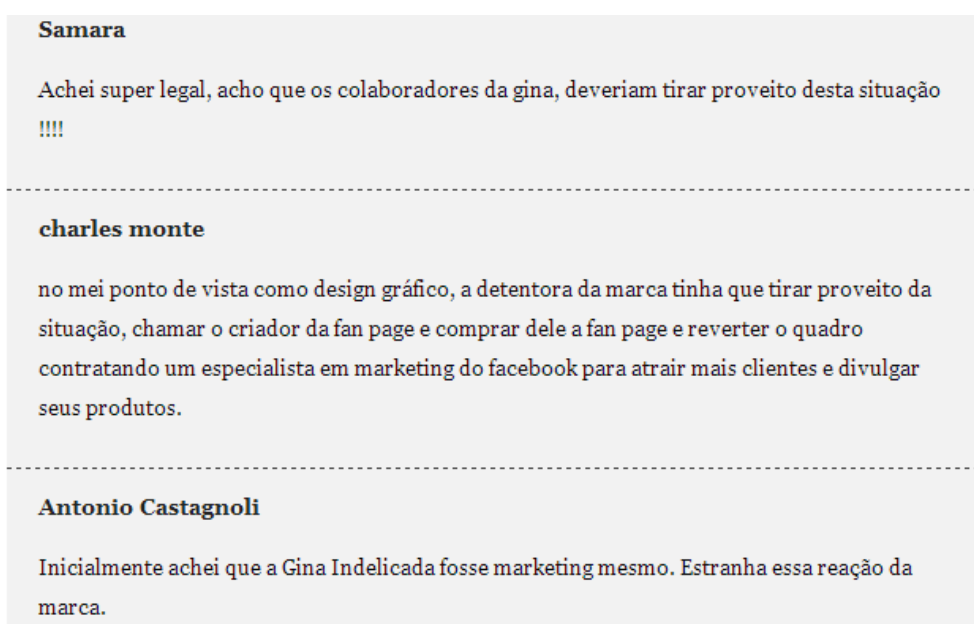 Samara
Achei super legal, acho que os colaboradores da gina, deveriam tirar proveito desta situação
!!!!
charles monte
no mei ponto de vista como design gráfico, a detentora da marca tinha que tirar proveito da
situação, chamar o criador da fan page e comprar dele a fan page e reverter o quadro
contratando um especialista em marketing do facebook para atrair mais clientes e divulgar
seus produtos.
Antonio Castagnoli
Inicialmente achei que a Gina Indelicada fosse marketing mesmo. Estranha essa reação da
marca.